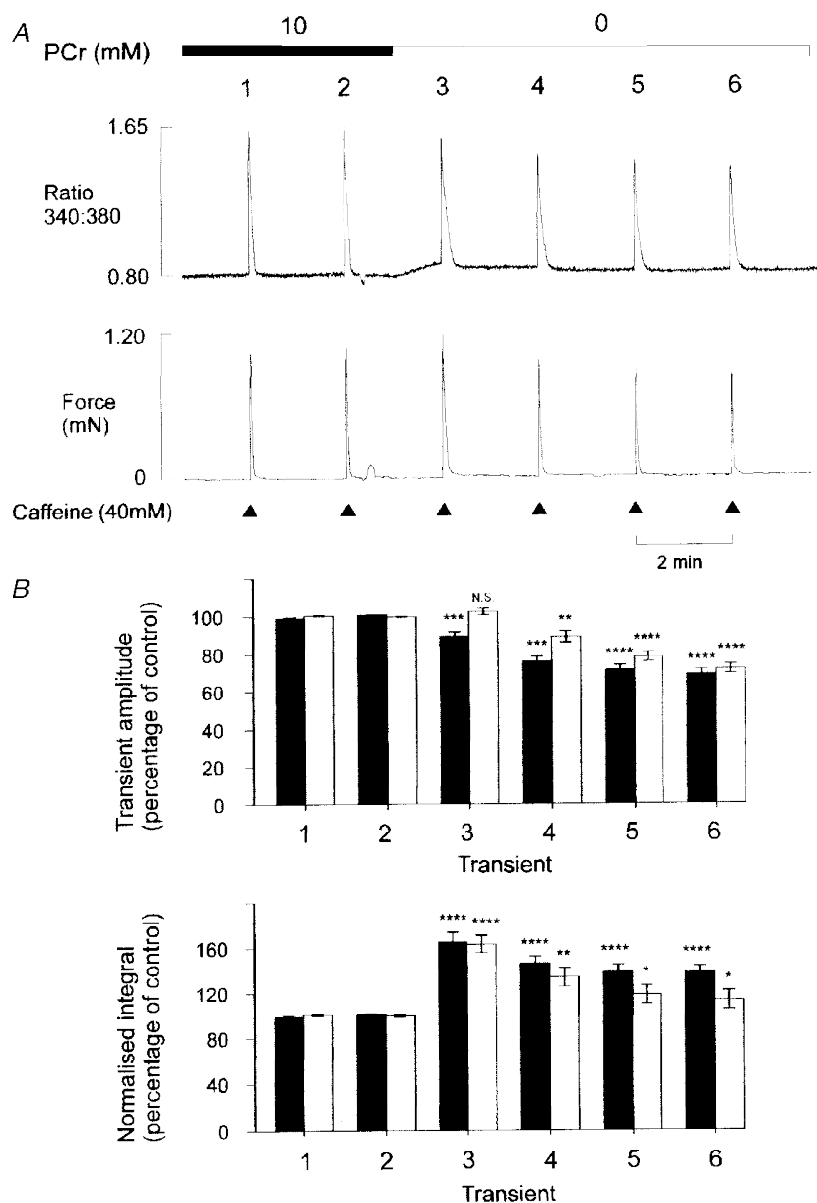 A
10 0
PCr (mM)
1 2 3 4 5 6
1.65
Ratio
340:380
0.80
1.20
Force
(mN)
0
Caffeine (40mM)
2 min
B
Transient amplitude
(percentage of control)
100
80
60
40
20
0
*** N.S. *** ** **** **** **** ****
1 2 3 4 5 6
Transient
Normalised integral
(percentage of control)
160
120
80
40
0
**** **** **** ** **** * **** *
1 2 3 4 5 6
Transient